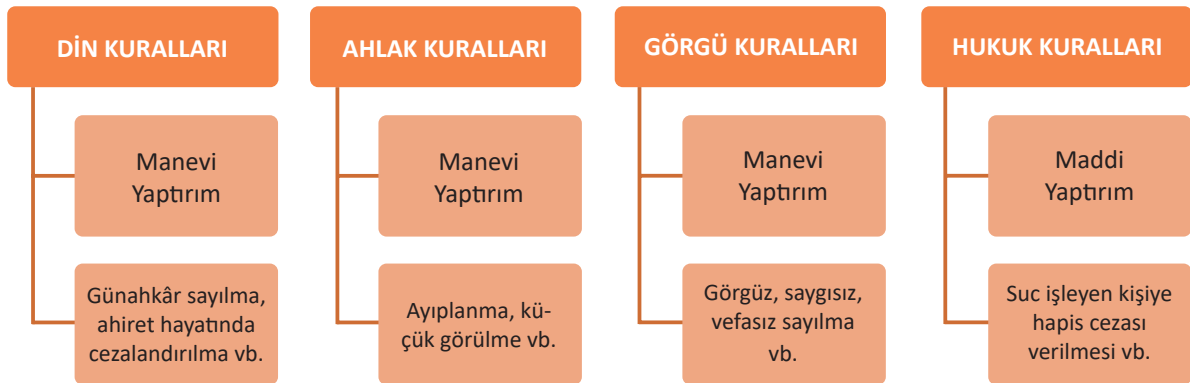 DİN KURALLARI
Manevi
Yaptırım
Günahkâr sayılma,
ahiret hayatında
cezalandırılma vb.
AHLAK KURALLARI
Manevi
Yaptırım
Ayıplanma, kü-
çük görülme vb.
GÖRGÜ KURALLARI
Manevi
Yaptırım
Görgüz, saygısız,
vefasız sayılma
vb.
HUKUK KURALLARI
Maddi
Yaptırım
Suc işleyen kişiye
hapis cezası
verilmesi vb.